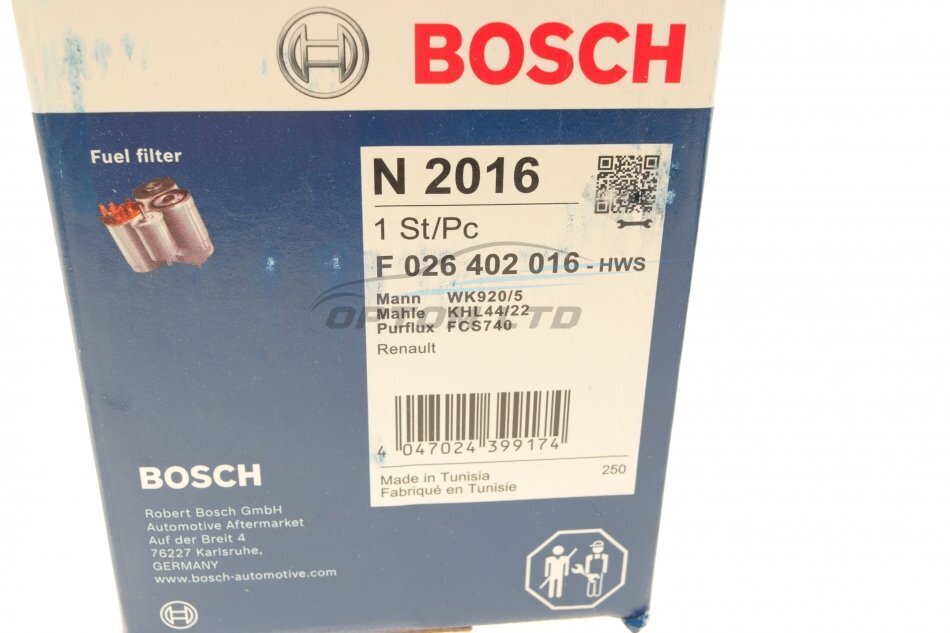 BOSCH
Fuel filter
N 2016
1 St/Pc
F 026 402 016 - HWS
Mann WK920/5
Mahle KHL44/22
Purflux FCS740
OPTOM LTD
Renault
4 047024 399174
Made in Tunisia
Fabriqué en Tunisie
250
BOSCH
Robert Bosch GmbH
Automotive Aftermarket
Auf der Breit 4
76227 Karlsruhe,
GERMANY
www.bosch-automotive.com